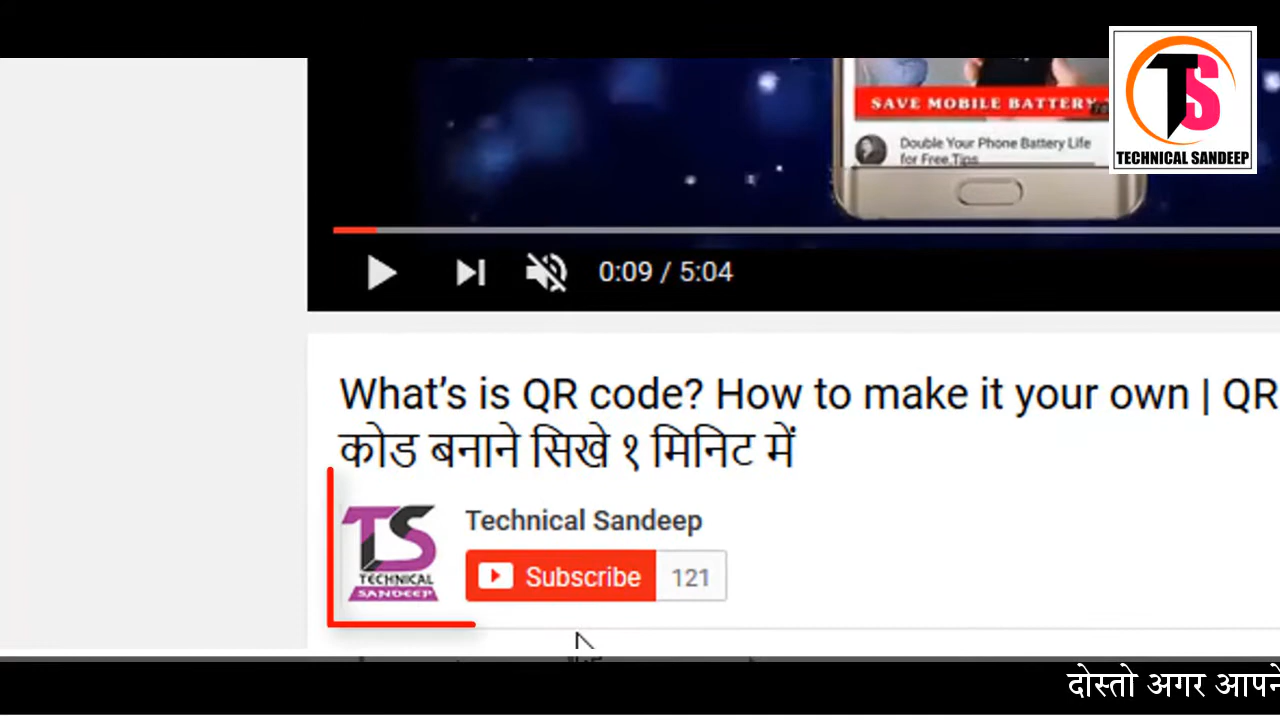 SAVE MOBILE BATTERY
Double Your Phone Battery Life
for Free.Tips
TS
TECHNICAL SANDEEP
0:09 / 5:04
What's is QR code? How to make it your own | QR
कोड बनाने सिखे १ मिनिट में
TS
TECHNICAL
SANDEEP
Technical Sandeep
Subscribe 121
दोस्तो अगर आपने